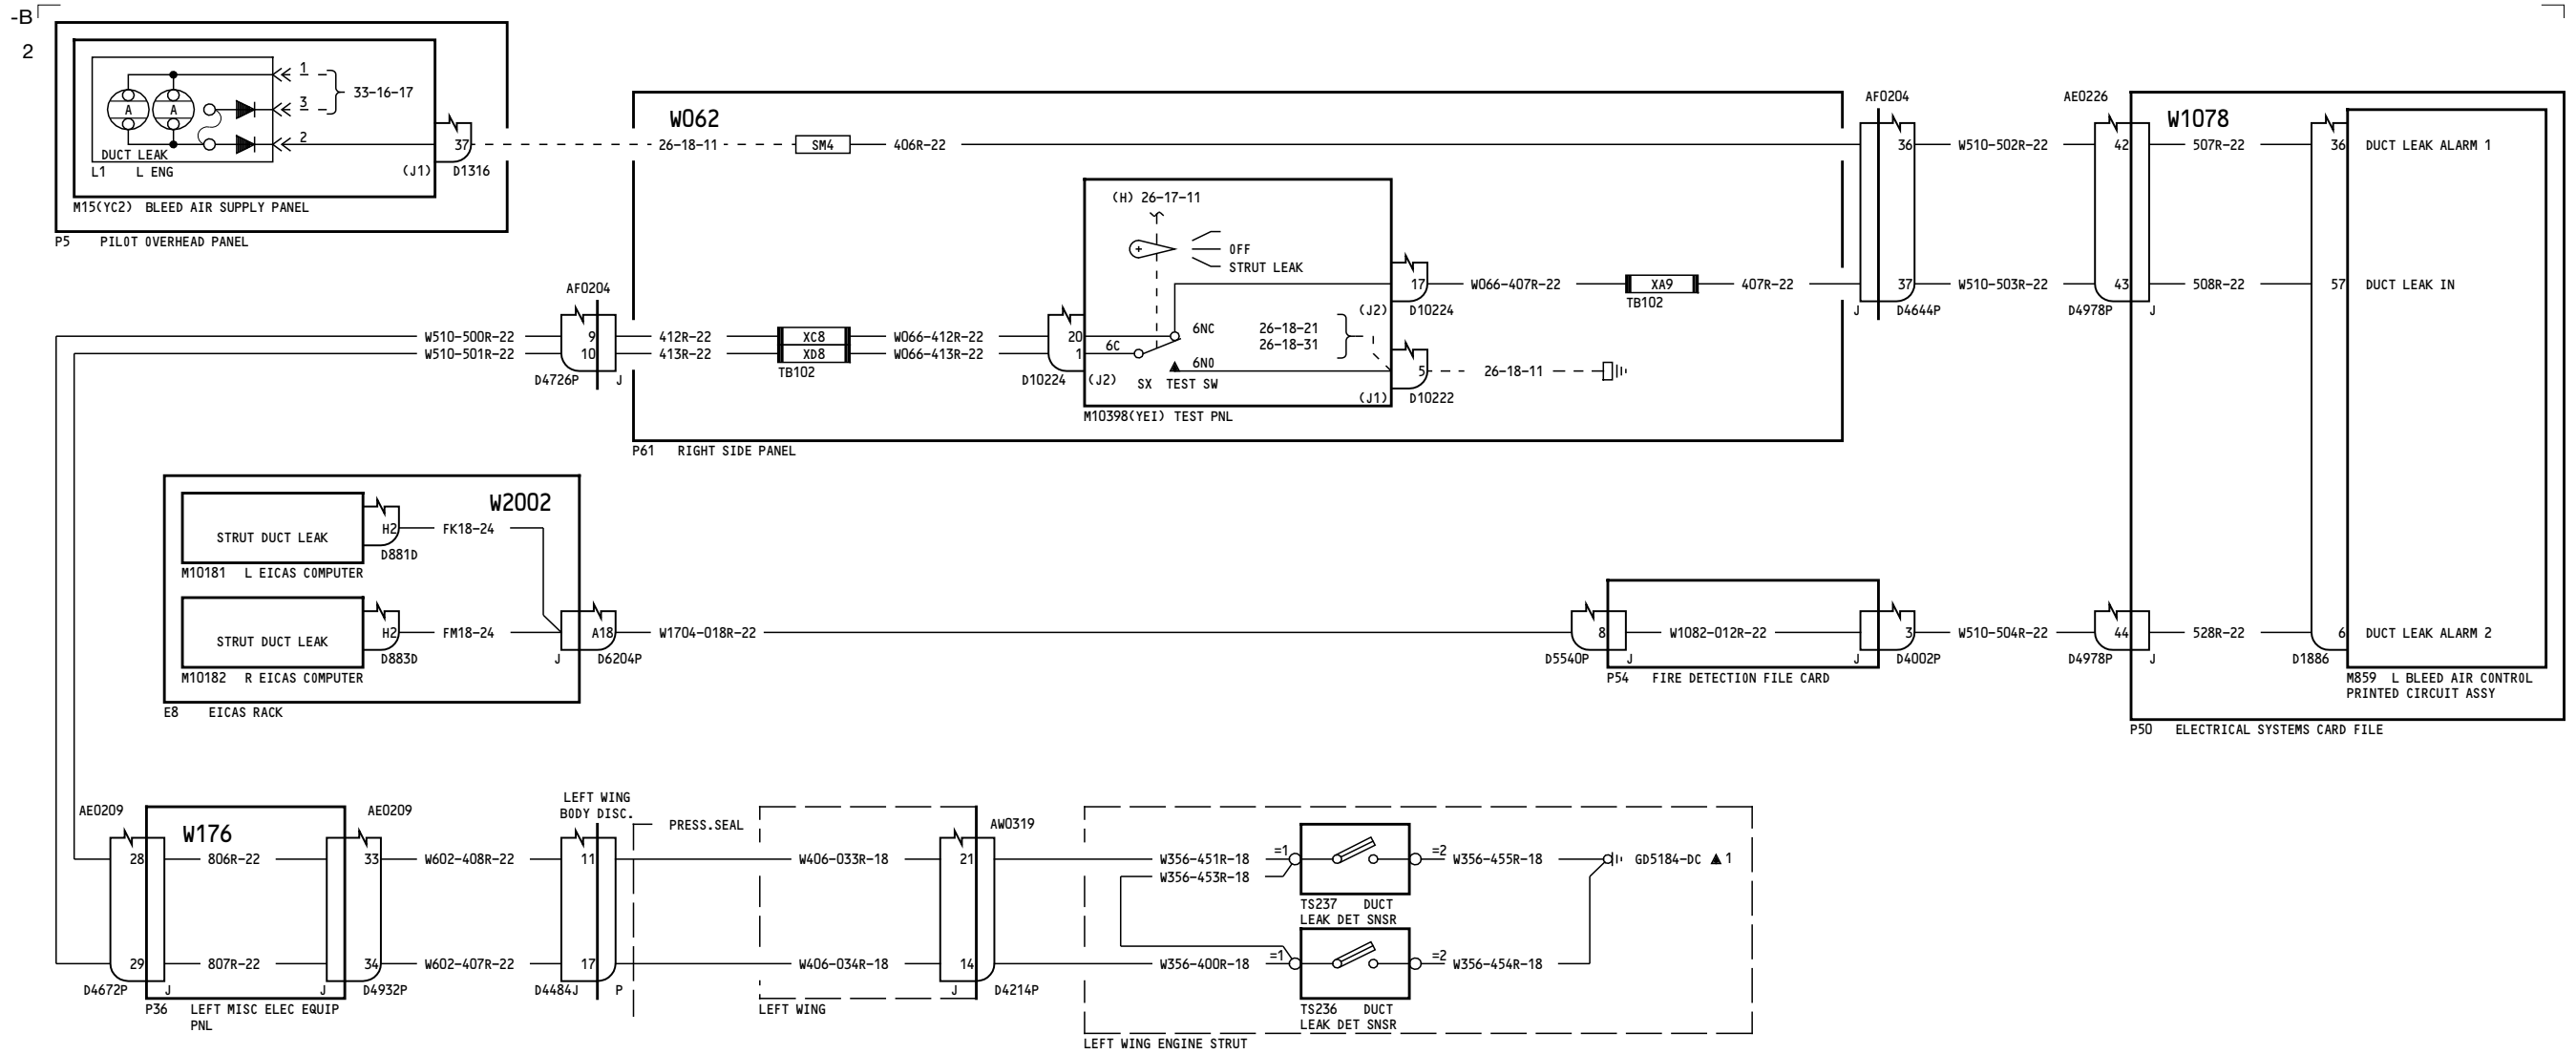 -B
2
1
3
33-16-17
A
A
2
DUCT LEAK
L1 L ENG
37
(J1)
D1316
M15(YC2) BLEED AIR SUPPLY PANEL
P5 PILOT OVERHEAD PANEL
W062
26-18-11
SM4
406R-22
AF0204
36
W510-502R-22
AE0226
42
W1078
507R-22
36
DUCT LEAK ALARM 1
(H) 26-17-11
+
OFF
STRUT LEAK
17
(J2)
D10224
W066-407R-22
XA9
TB102
407R-22
37
J
D4644P
W510-503R-22
43
D4978P
J
508R-22
57
DUCT LEAK IN
AF0204
W510-500R-22
9
412R-22
XC8
W066-412R-22
20
6NC
26-18-21
26-18-31
W510-501R-22
10
413R-22
XD8
W066-413R-22
1
6C
D4726P
J
TB102
D10224
(J2)
6NO
SX TEST SW
5
26-18-11
(J1)
D10222
M10398(YEI) TEST PNL
P61 RIGHT SIDE PANEL
W2002
STRUT DUCT LEAK
H2
FK18-24
D881D
M10181 L EICAS COMPUTER
STRUT DUCT LEAK
H2
FM18-24
D883D
M10182 R EICAS COMPUTER
A18
J
D6204P
W1704-018R-22
E8 EICAS RACK
8
D5540P
J
W1082-012R-22
3
J
D4002P
P54 FIRE DETECTION FILE CARD
W510-504R-22
44
D4978P
J
528R-22
6
DUCT LEAK ALARM 2
D1886
M859 L BLEED AIR CONTROL
PRINTED CIRCUIT ASSY
P50 ELECTRICAL SYSTEMS CARD FILE
AE0209
W176
AE0209
LEFT WING
BODY DISC.
PRESS.SEAL
AW0319
28
806R-22
33
W602-408R-22
11
W406-033R-18
21
W356-451R-18
=1
=2
W356-455R-18
GD5184-DC ▲ 1
W356-453R-18
TS237 DUCT
LEAK DET SNSR
29
807R-22
34
W602-407R-22
17
W406-034R-18
14
W356-400R-18
=1
=2
W356-454R-18
D4672P
J
J
D4932P
D4484J
P
J
D4214P
P36 LEFT MISC ELEC EQUIP
PNL
LEFT WING
TS236 DUCT
LEAK DET SNSR
LEFT WING ENGINE STRUT